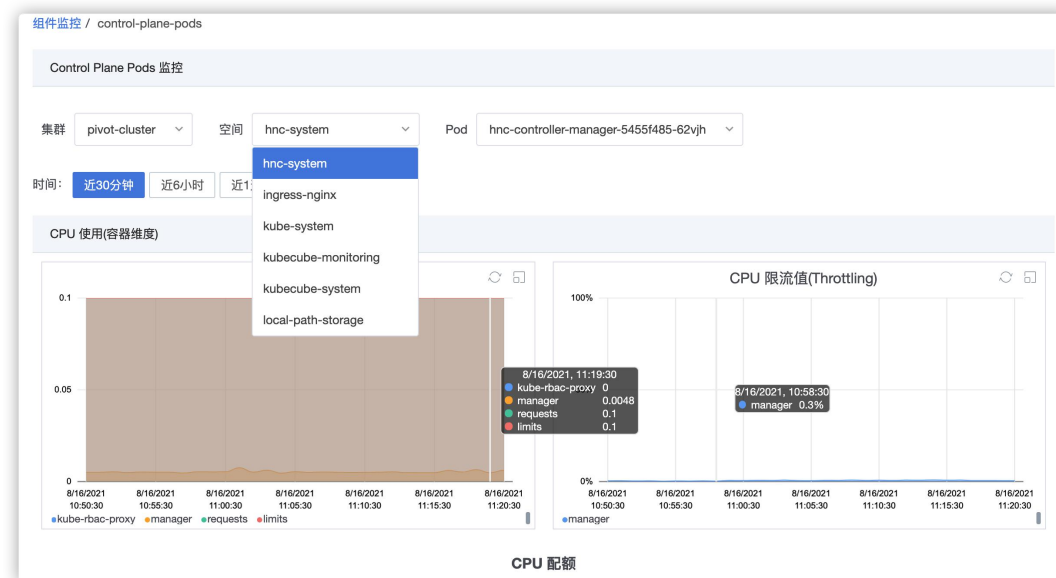 组件监控 / control-plane-pods
Control Plane Pods 监控
集群 pivot-cluster 空间 hnc-system Pod hnc-controller-manager-5455f485-62vjh
hnc-system
ingress-nginx
kube-system
kubecube-monitoring
kubecube-system
local-path-storage
时间： 近30分钟 近6小时 近1
CPU 使用(容器维度)
0.1
0.05
0
8/16/2021, 11:19:30
kube-rbac-proxy 0
manager 0.0048
requests 0.1
limits 0.1
8/16/2021 8/16/2021 8/16/2021 8/16/2021 8/16/2021 8/16/2021 8/16/2021
10:50:30 10:55:30 11:00:30 11:05:30 11:10:30 11:15:30 11:20:30
kube-rbac-proxy manager requests limits
CPU 限流值(Throttling)
100%
8/16/2021, 10:58:30
manager 0.3%
0%
8/16/2021 8/16/2021 8/16/2021 8/16/2021 8/16/2021 8/16/2021 8/16/2021
10:50:30 10:55:30 11:00:30 11:05:30 11:10:30 11:15:30 11:20:30
manager
CPU 配额